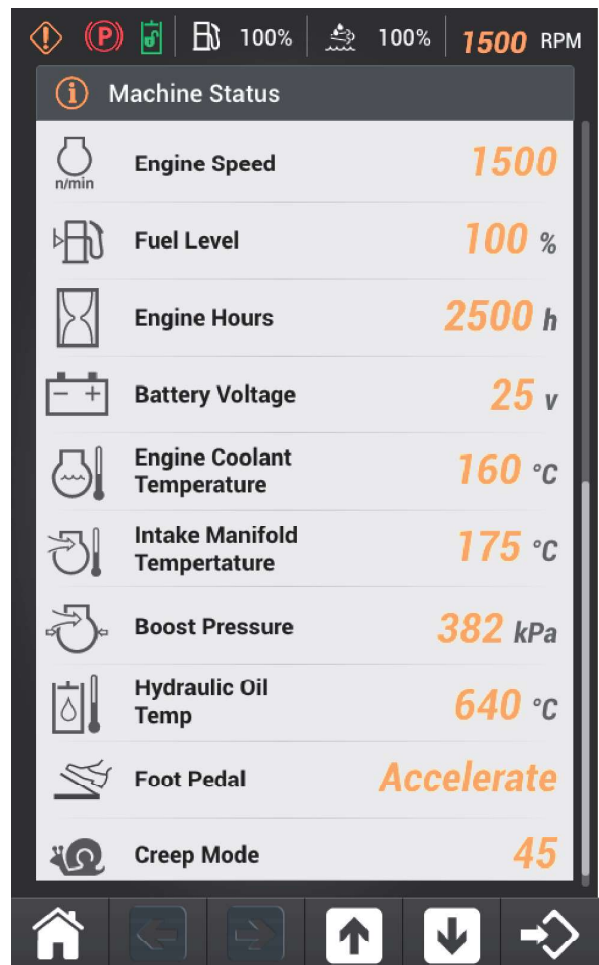 P 100% 100% 1500 RPM
i Machine Status
n/min Engine Speed 1500
Fuel Level 100 %
Engine Hours 2500 h
Battery Voltage 25 v
Engine Coolant
Temperature 160 °C
Intake Manifold
Tempertature 175 °C
Boost Pressure 382 kPa
Hydraulic Oil
Temp 640 °C
Foot Pedal Accelerate
Creep Mode 45